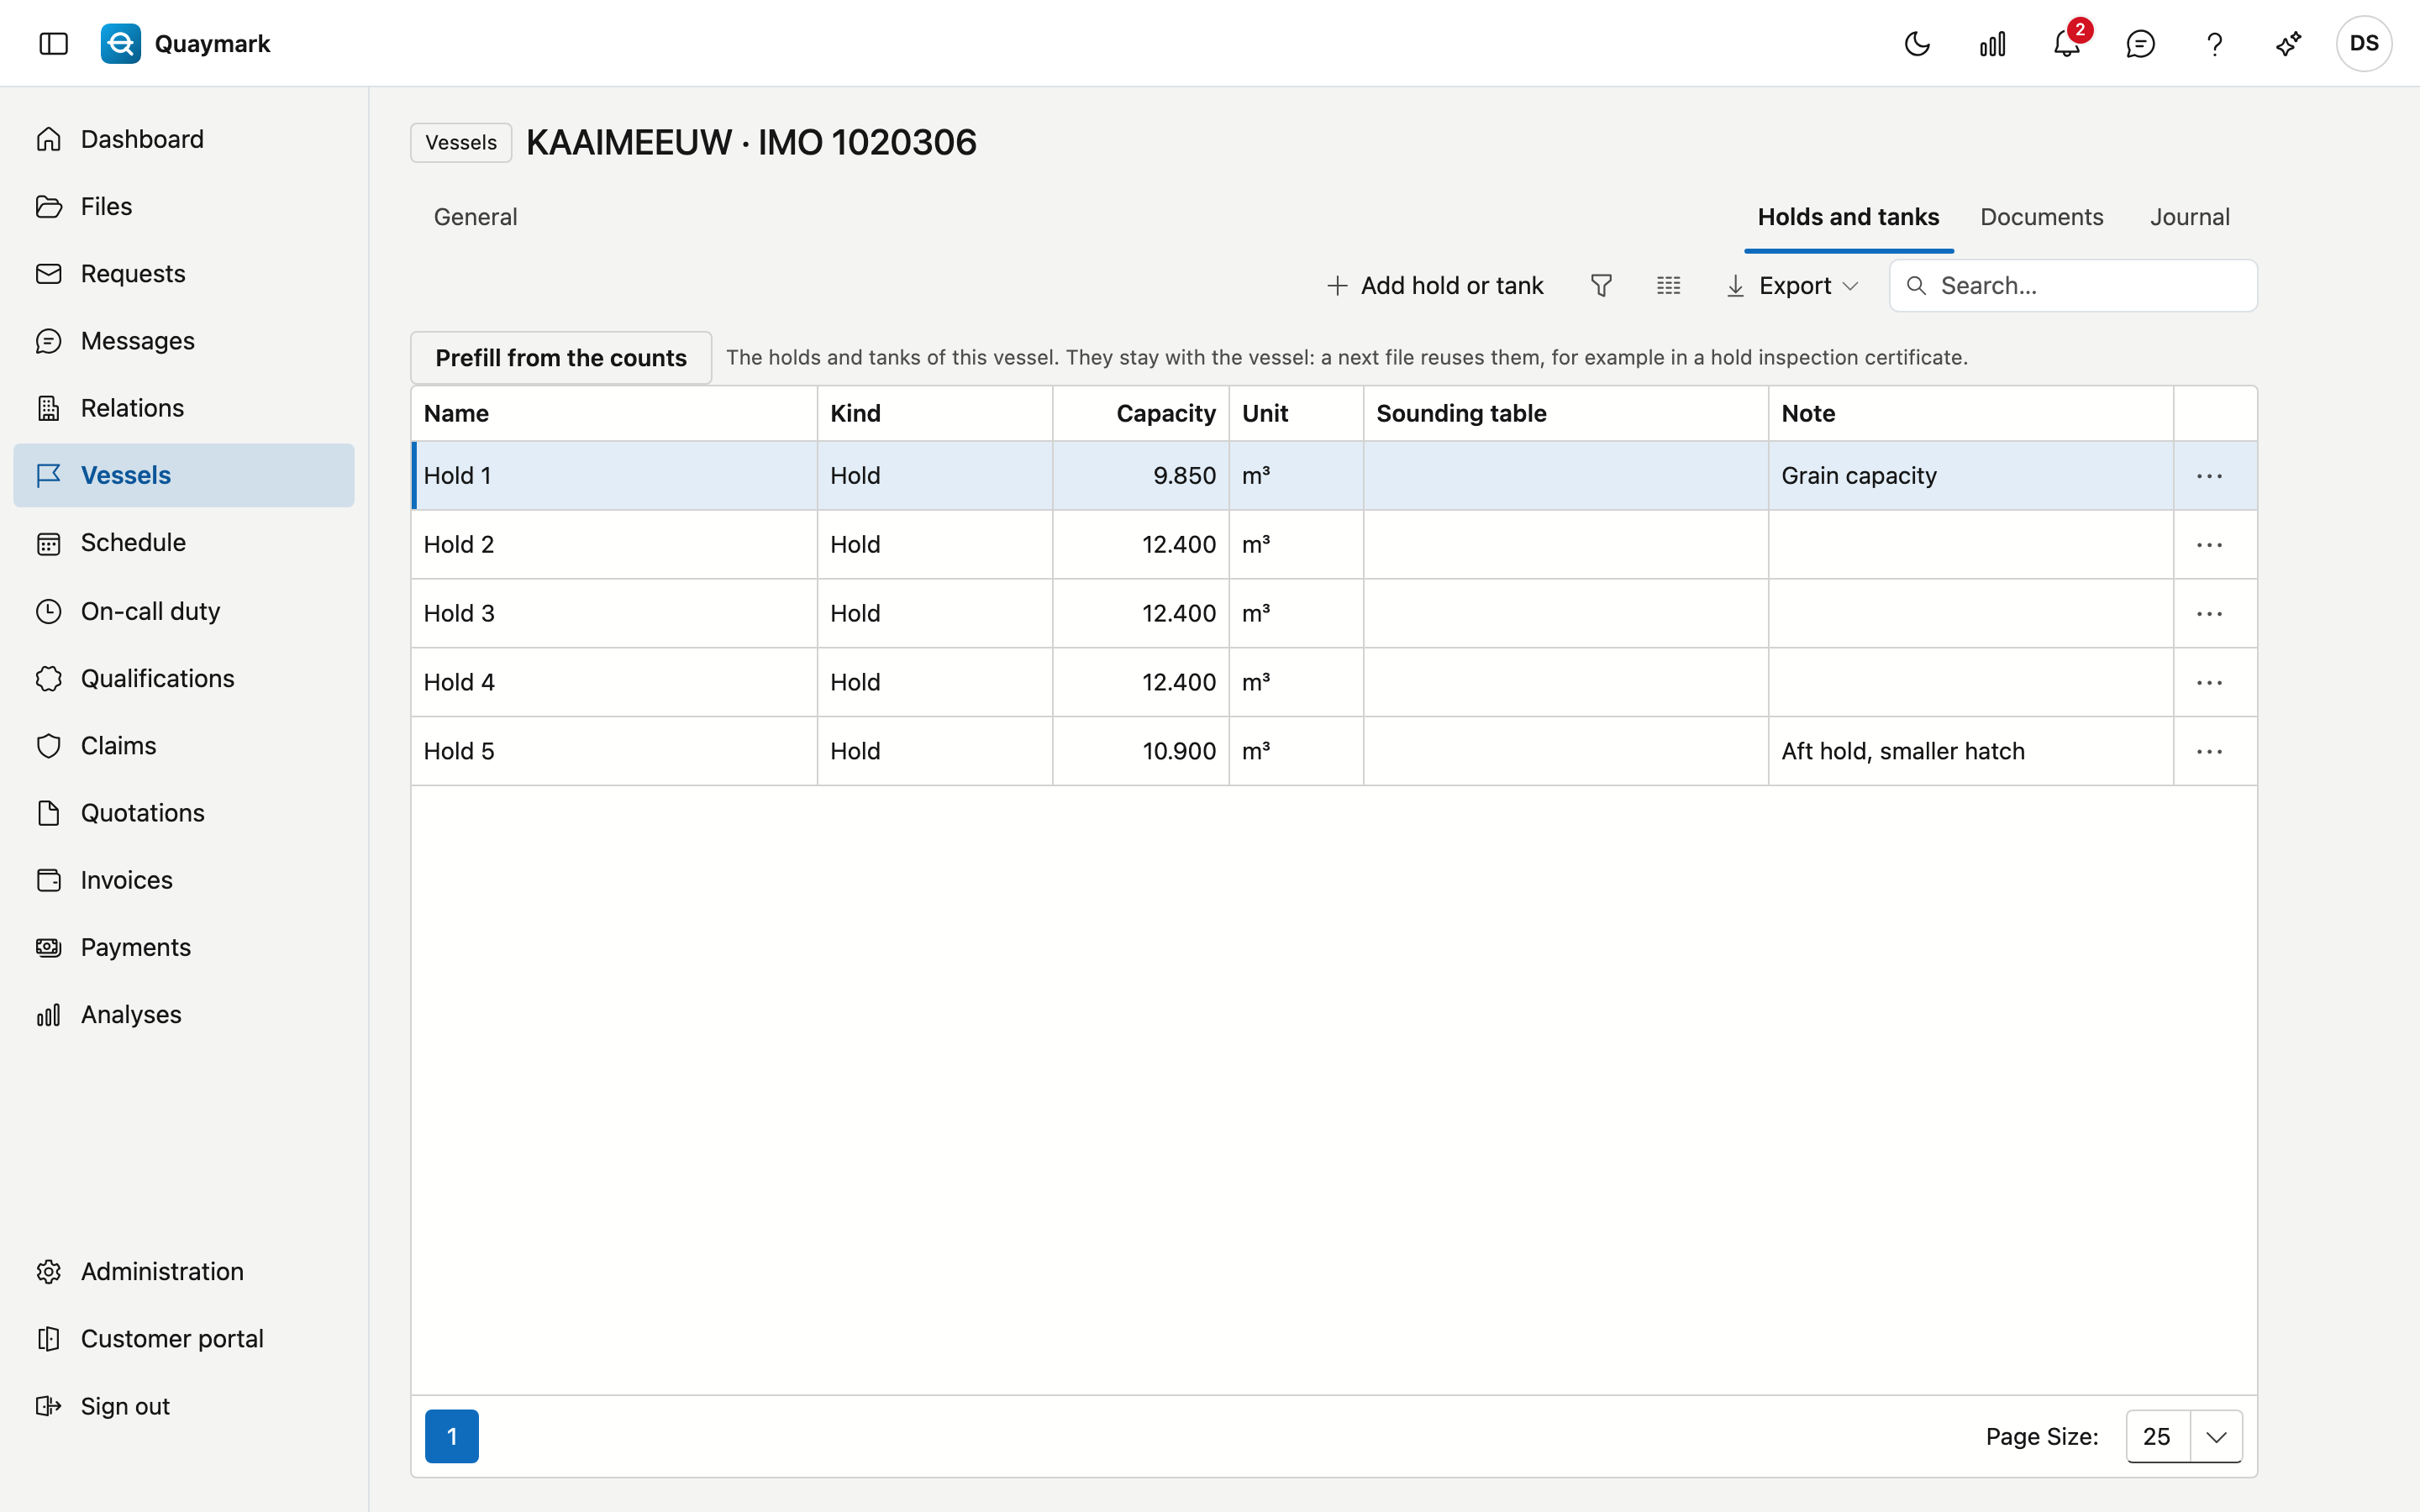 Quaymark
2
DS
Dashboard
Files
Requests
Messages
Relations
Vessels
Schedule
On-call duty
Qualifications
Claims
Quotations
Invoices
Payments
Analyses
Administration
Customer portal
Sign out
Vessels KAAIMEEUW · IMO 1020306
General Holds and tanks Documents Journal
Add hold or tank Export Search...
Prefill from the counts The holds and tanks of this vessel. They stay with the vessel: a next file reuses them, for example in a hold inspection certificate.
Name Kind Capacity Unit Sounding table Note
Hold 1 Hold 9.850 m³ Grain capacity
Hold 2 Hold 12.400 m³
Hold 3 Hold 12.400 m³
Hold 4 Hold 12.400 m³
Hold 5 Hold 10.900 m³ Aft hold, smaller hatch
1 Page Size: 25